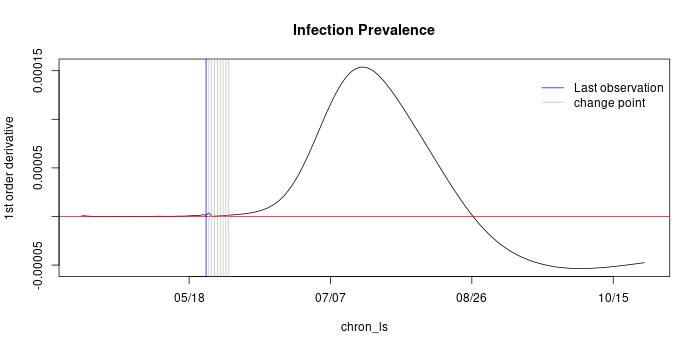 Infection Prevalence
1st order derivative
0.00015
0.00005
-0.00005
Last observation
change point
05/18
07/07
08/26
10/15
chron_ls